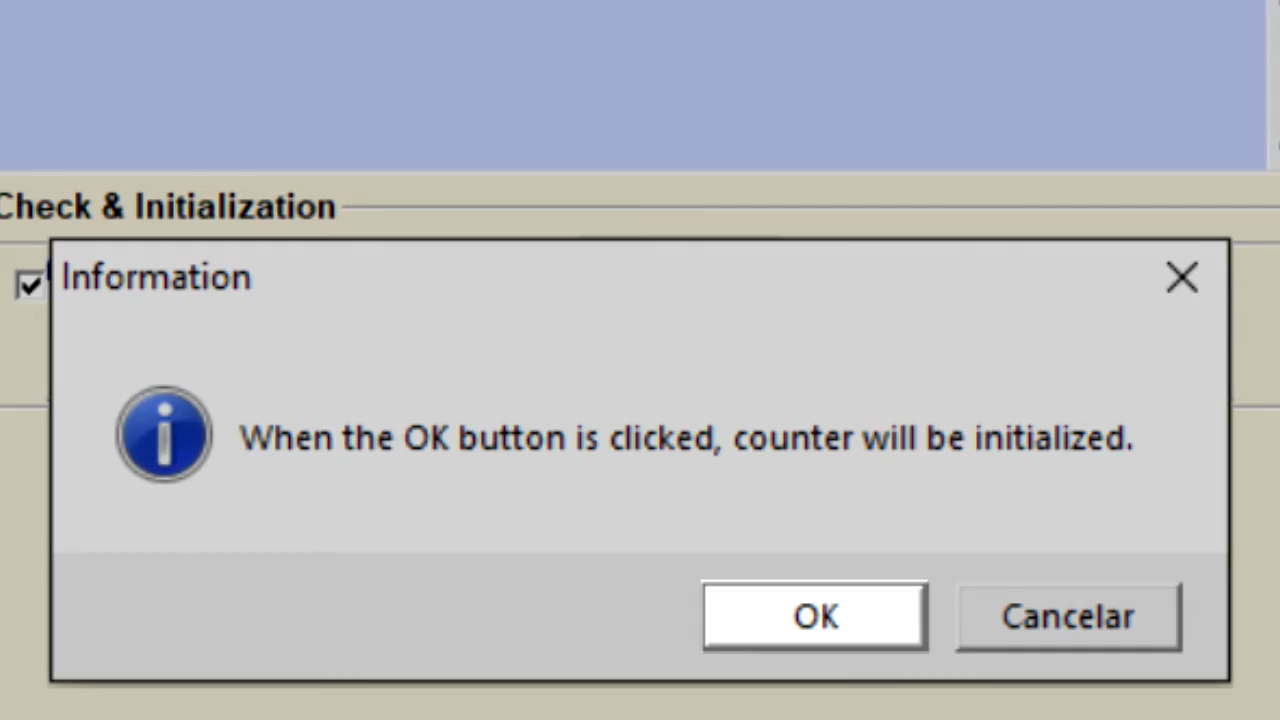 Check & Initialization
Information
When the OK button is clicked, counter will be initialized.
OK
Cancelar